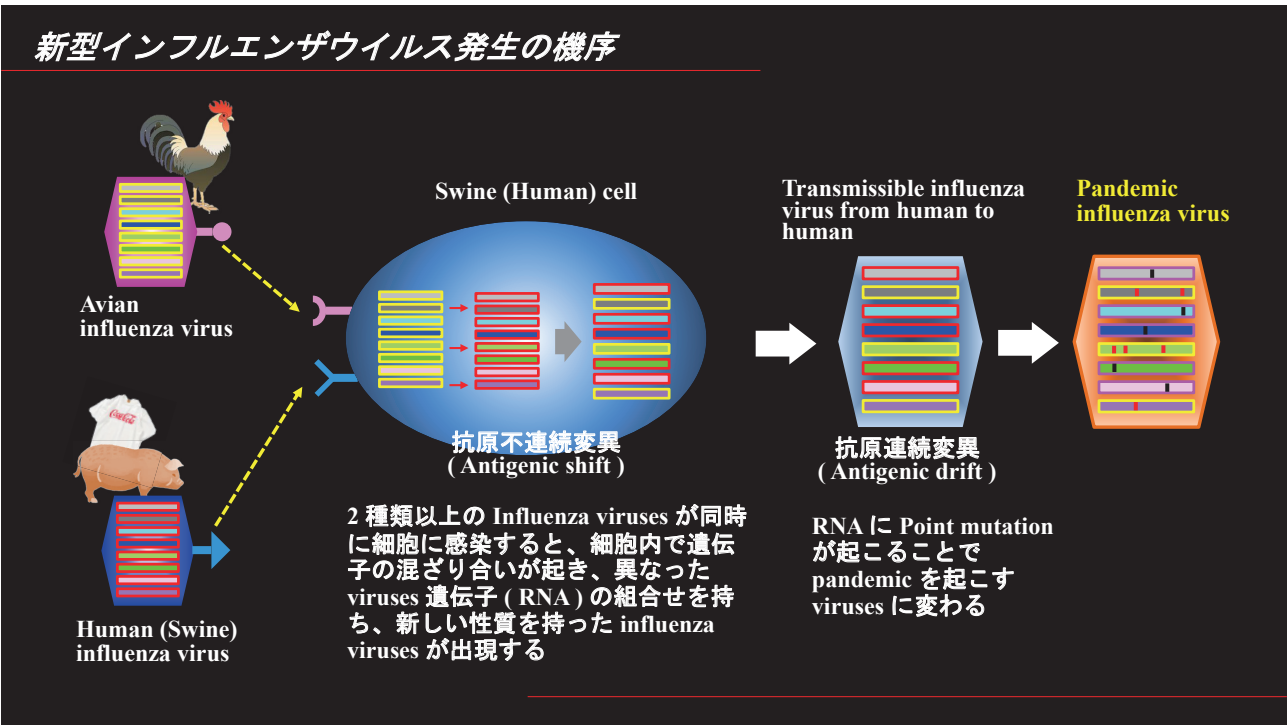 新型インフルエンザウイルス発生の機序
Avian
influenza virus
Coca-Cola
Human (Swine)
influenza virus
Swine (Human) cell
抗原不連続変異
( Antigenic shift )
2 種類以上の Influenza viruses が同時
に細胞に感染すると、細胞内で遺伝
子の混ざり合いが起き、異なった
viruses 遺伝子 ( RNA ) の組合せを持
ち、新しい性質を持った influenza
viruses が出現する
Transmissible influenza
virus from human to
human
抗原連続変異
( Antigenic drift )
RNA に Point mutation
が起こることで
pandemic を起こす
viruses に変わる
Pandemic
influenza virus